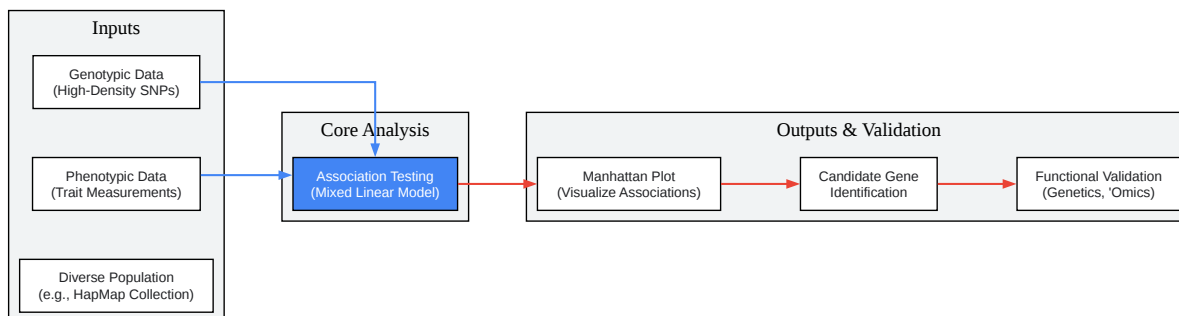 Inputs
Genotypic Data
(High-Density SNPs)
Phenotypic Data
(Trait Measurements)
Diverse Population
(e.g., HapMap Collection)
Core Analysis
Association Testing
(Mixed Linear Model)
Outputs & Validation
Manhattan Plot
(Visualize Associations)
Candidate Gene
Identification
Functional Validation
(Genetics, 'Omics)